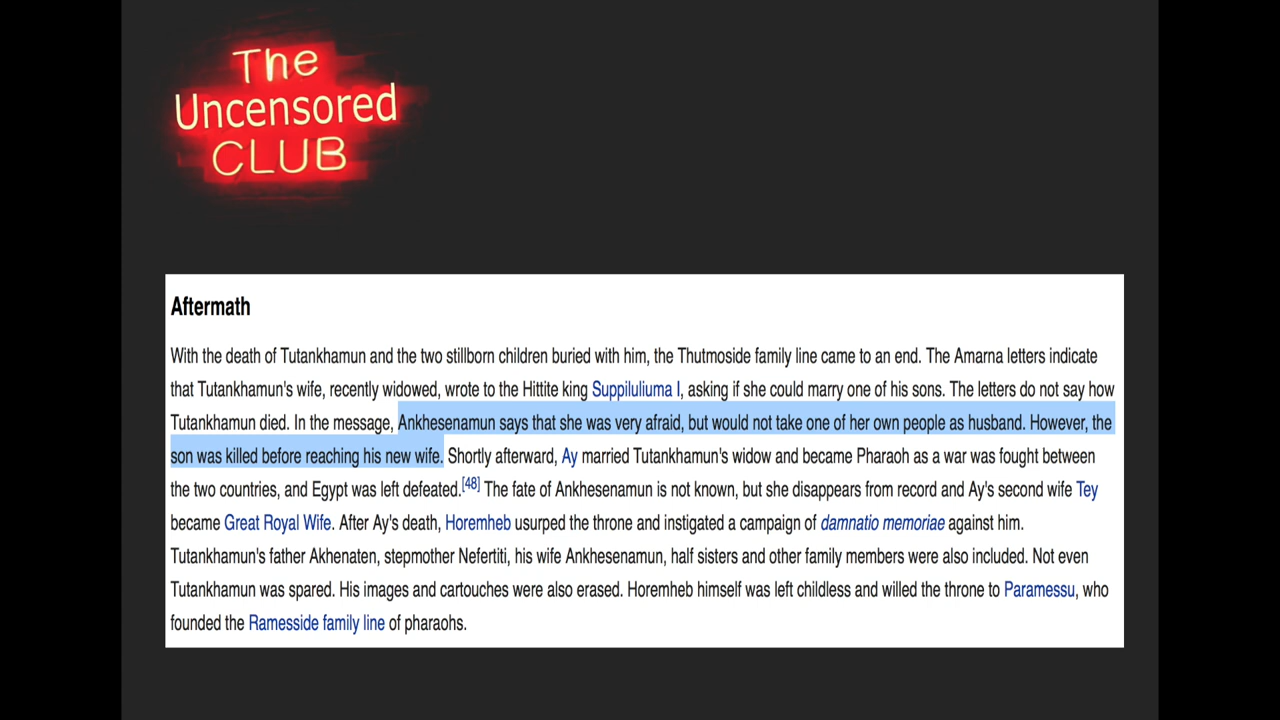 The
Uncensored
CLUB
Aftermath
With the death of Tutankhamun and the two stillborn children buried with him, the Thutmoside family line came to an end. The Amarna letters indicate
that Tutankhamun's wife, recently widowed, wrote to the Hittite king Suppiluliuma I, asking if she could marry one of his sons. The letters do not say how
Tutankhamun died. In the message, Ankhesenamun says that she was very afraid, but would not take one of her own people as husband. However, the
son was killed before reaching his new wife. Shortly afterward, Ay married Tutankhamun's widow and became Pharaoh as a war was fought between
the two countries, and Egypt was left defeated.[48] The fate of Ankhesenamun is not known, but she disappears from record and Ay's second wife Tey
became Great Royal Wife. After Ay's death, Horemheb usurped the throne and instigated a campaign of damnatio memoriae against him.
Tutankhamun's father Akhenaten, stepmother Nefertiti, his wife Ankhesenamun, half sisters and other family members were also included. Not even
Tutankhamun was spared. His images and cartouches were also erased. Horemheb himself was left childless and willed the throne to Paramessu, who
founded the Ramesside family line of pharaohs.